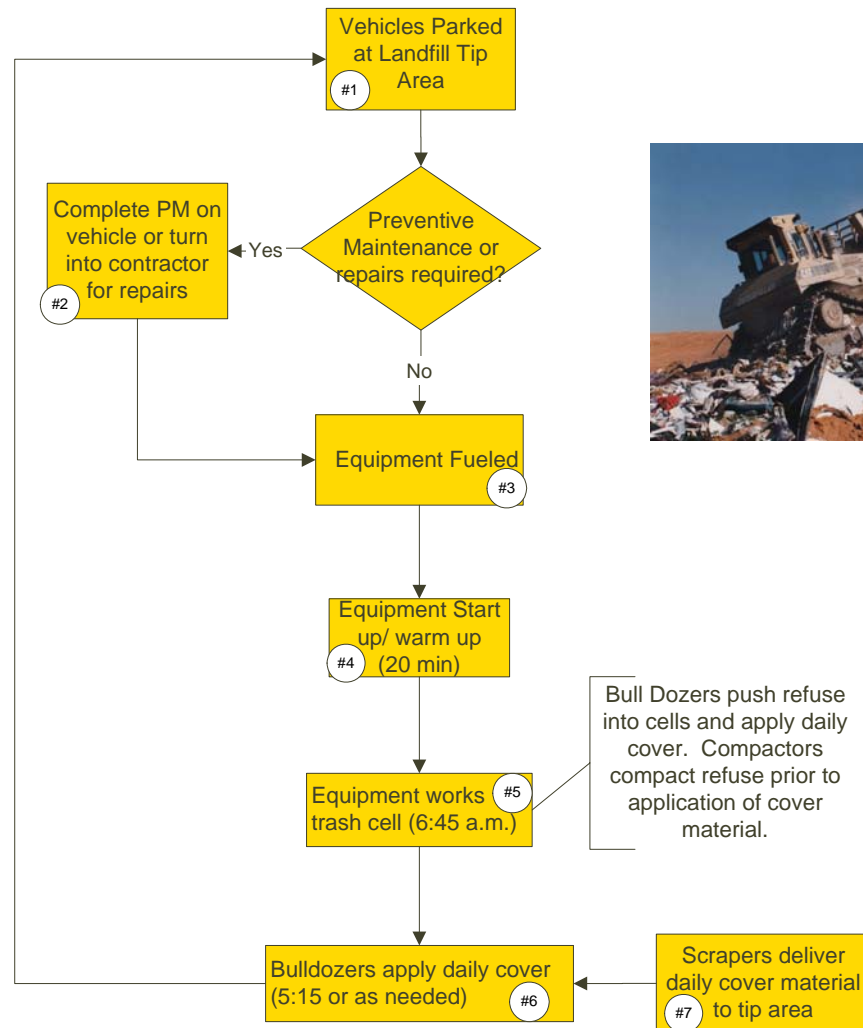 Vehicles Parked
at Landfill Tip
Area
#1
Preventive
Maintenance or
repairs required?
Yes
Complete PM on
vehicle or turn
into contractor
for repairs
#2
No
Equipment Fueled
#3
Equipment Start
up/ warm up
(20 min)
#4
Equipment works
trash cell (6:45 a.m.)
#5
Bull Dozers push refuse
into cells and apply daily
cover.  Compactors
compact refuse prior to
application of cover
material.
Bulldozers apply daily cover
(5:15 or as needed)
#6
Scrapers deliver
daily cover material
to tip area
#7